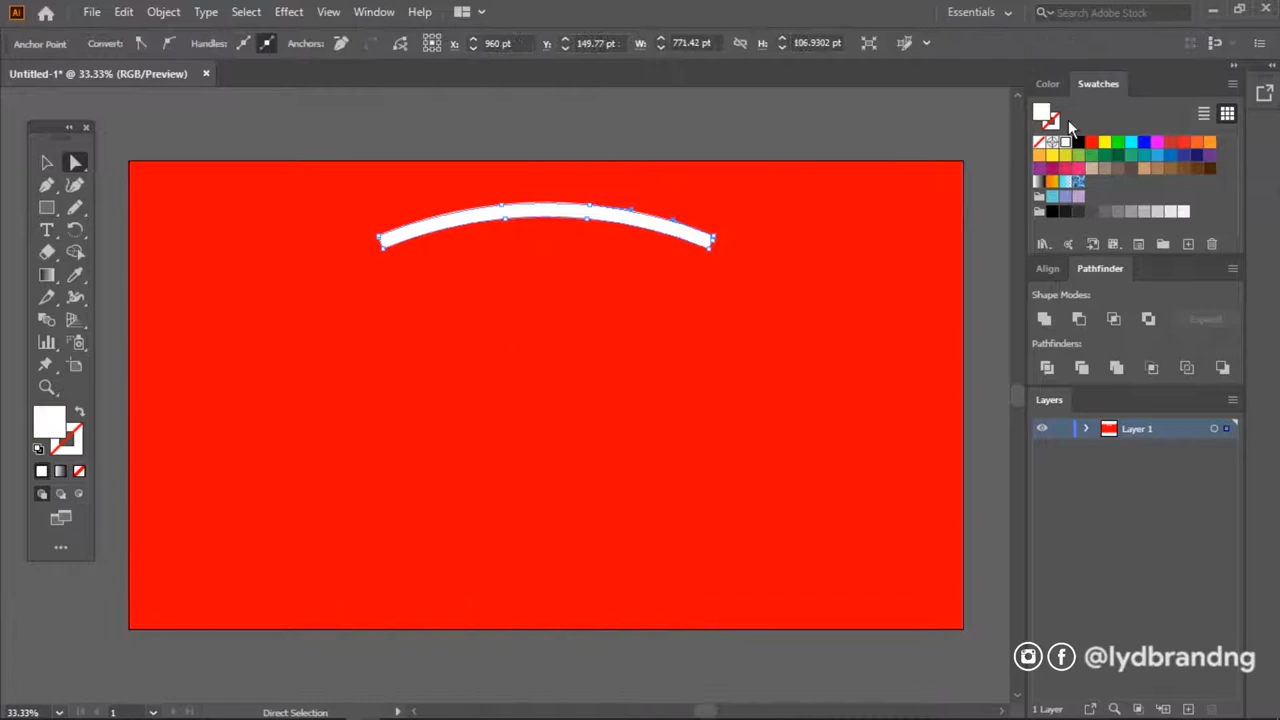 Ai File Edit Object Type Select Effect View Window Help Essentials Search Adobe Stock
Anchor Point Convert: Handles: Anchors: X: 960 pt Y: 149.77 pt W: 771.42 pt H: 106.9302 pt
Untitled-1* @ 33.33% (RGB/Preview) ×
Color Swatches
Align Pathfinder
Shape Modes:
Expand
Pathfinders:
Layers
Layer 1
@lydbrandng
33.33% 1 Direct Selection 1 Layer